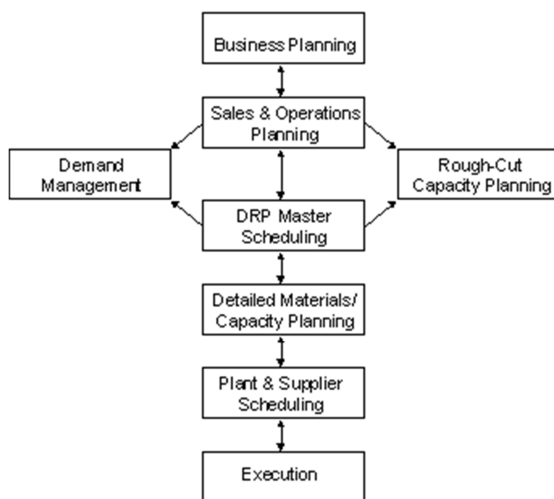 Business Planning
Sales & Operations
Planning
Demand
Management
Rough-Cut
Capacity Planning
DRP Master
Scheduling
Detailed Materials/
Capacity Planning
Plant & Supplier
Scheduling
Execution